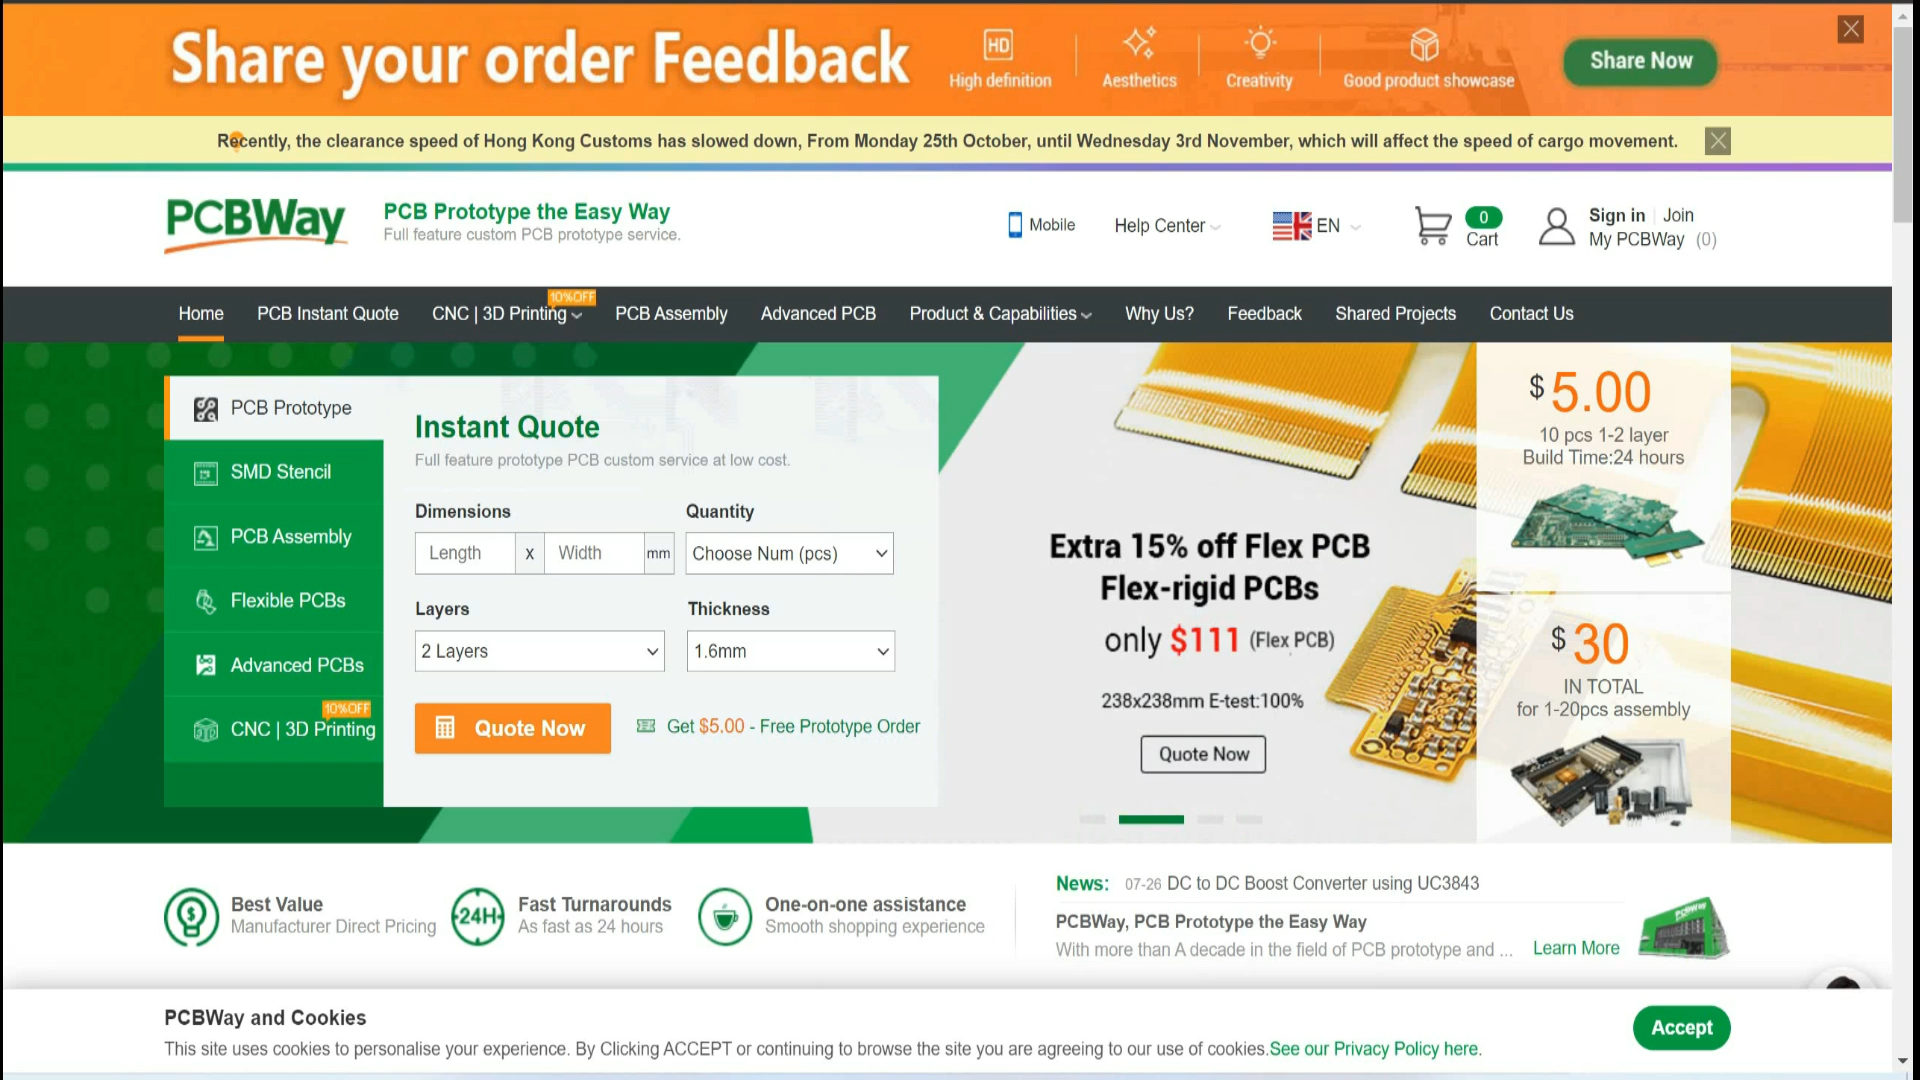 Share your order Feedback
HD
High definition
Aesthetics
Creativity
Good product showcase
Share Now
Recently, the clearance speed of Hong Kong Customs has slowed down, From Monday 25th October, until Wednesday 3rd November, which will affect the speed of cargo movement.
PCBWay
PCB Prototype the Easy Way
Full feature custom PCB prototype service.
Mobile
Help Center
EN
0
Cart
Sign in
Join
My PCBWay (0)
Home
PCB Instant Quote
CNC | 3D Printing
10%OFF
PCB Assembly
Advanced PCB
Product & Capabilities
Why Us?
Feedback
Shared Projects
Contact Us
PCB Prototype
SMD Stencil
PCB Assembly
Flexible PCBs
Advanced PCBs
10%OFF
CNC | 3D Printing
Instant Quote
Full feature prototype PCB custom service at low cost.
Dimensions
Quantity
Length
x
Width
mm
Choose Num (pcs)
Layers
Thickness
2 Layers
1.6mm
Quote Now
Get $5.00 - Free Prototype Order
Extra 15% off Flex PCB
Flex-rigid PCBs
only $111 (Flex PCB)
238x238mm E-test:100%
Quote Now
$ 5.00
10 pcs 1-2 layer
Build Time:24 hours
$ 30
IN TOTAL
for 1-20pcs assembly
Best Value
Manufacturer Direct Pricing
24H
Fast Turnarounds
As fast as 24 hours
One-on-one assistance
Smooth shopping experience
News: 07-26 DC to DC Boost Converter using UC3843
PCBWay, PCB Prototype the Easy Way
With more than A decade in the field of PCB prototype and ...
Learn More
PCBWay
PCBWay and Cookies
This site uses cookies to personalise your experience. By Clicking ACCEPT or continuing to browse the site you are agreeing to our use of cookies.See our Privacy Policy here.
Accept